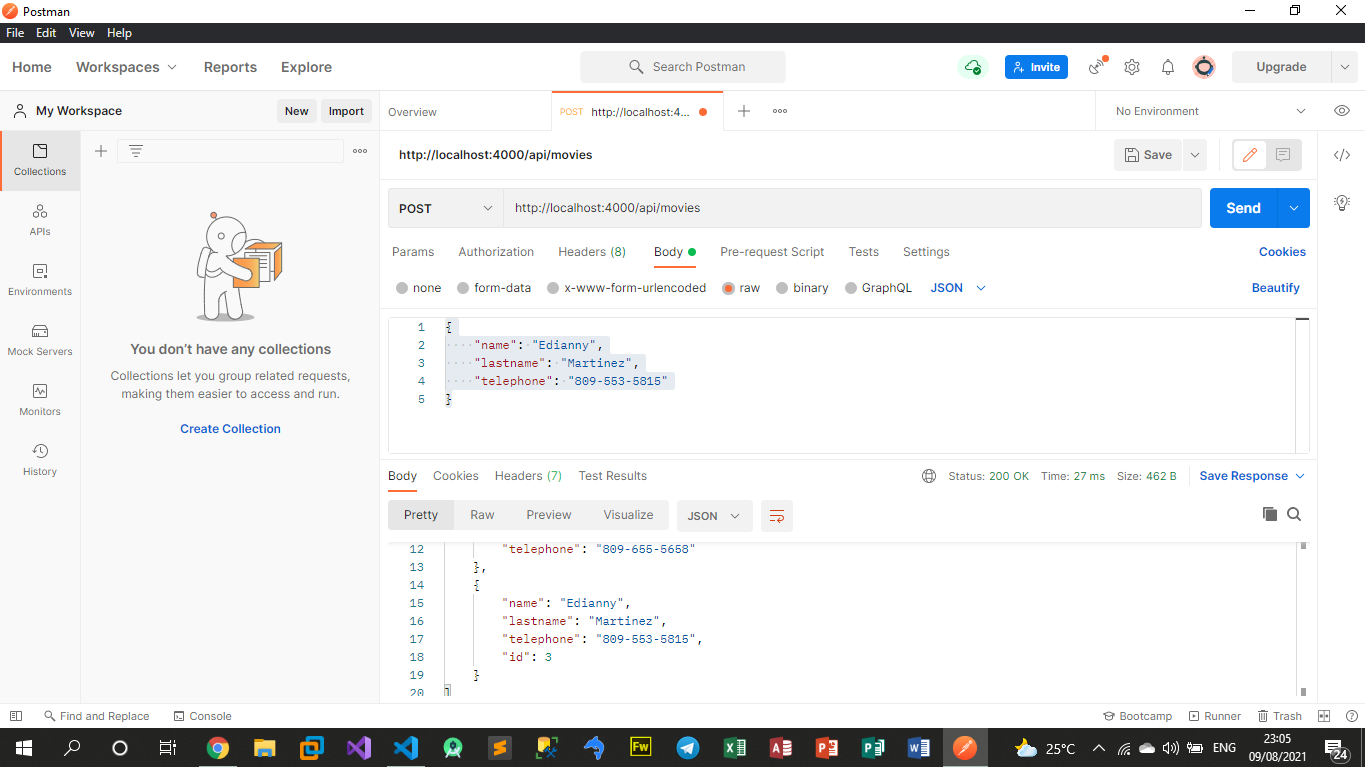 Postman
File Edit View Help
Home Workspaces Reports Explore Search Postman Invite Upgrade
My Workspace New Import Overview POST http://localhost:4... No Environment
Collections
APIs
Environments
Mock Servers
Monitors
History
You don't have any collections
Collections let you group related requests,
making them easier to access and run.
Create Collection
http://localhost:4000/api/movies Save
POST http://localhost:4000/api/movies Send
Params Authorization Headers (8) Body Pre-request Script Tests Settings Cookies
none form-data x-www-form-urlencoded raw binary GraphQL JSON Beautify
1 {
2 "name": "Edianny",
3 "lastname": "Martinez",
4 "telephone": "809-553-5815"
5 }
Body Cookies Headers (7) Test Results Status: 200 OK Time: 27 ms Size: 462 B Save Response
Pretty Raw Preview Visualize JSON
12 "telephone": "809-655-5658"
13 },
14 {
15 "name": "Edianny",
16 "lastname": "Martinez",
17 "telephone": "809-553-5815",
18 "id": 3
19 }
20 ]
Find and Replace Console Bootcamp Runner Trash
Fw 25°C ENG 23:05
09/08/2021 24